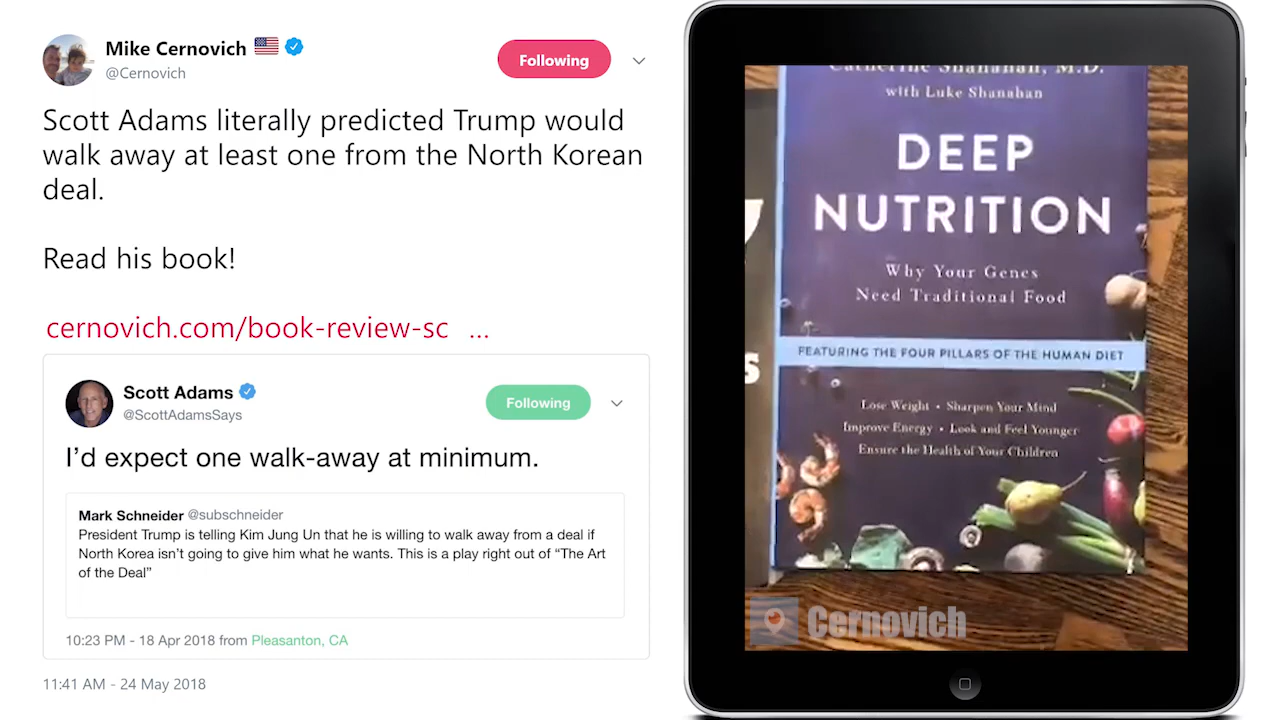 Mike Cernovich
@Cernovich
Following
Scott Adams literally predicted Trump would
walk away at least one from the North Korean
deal.
Read his book!
cernovich.com/book-review-sc ...
Scott Adams
@ScottAdamsSays
Following
I'd expect one walk-away at minimum.
Mark Schneider @subschneider
President Trump is telling Kim Jung Un that he is willing to walk away from a deal if
North Korea isn't going to give him what he wants. This is a play right out of “The Art
of the Deal”
10:23 PM - 18 Apr 2018 from Pleasanton, CA
11:41 AM - 24 May 2018
Catherine Shanahan, M.D.
with Luke Shanahan
DEEP
NUTRITION
Why Your Genes
Need Traditional Food
FEATURING THE FOUR PILLARS OF THE HUMAN DIET
Lose Weight • Sharpen Your Mind
Improve Energy • Look and Feel Younger
Ensure the Health of Your Children
Cernovich